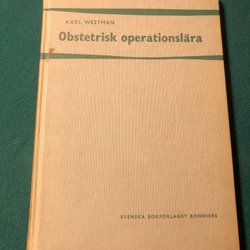 AXEL WESTMAN
Obstetrisk operationslära
SVENSKA BOKFÖRLAGET BONNIERS